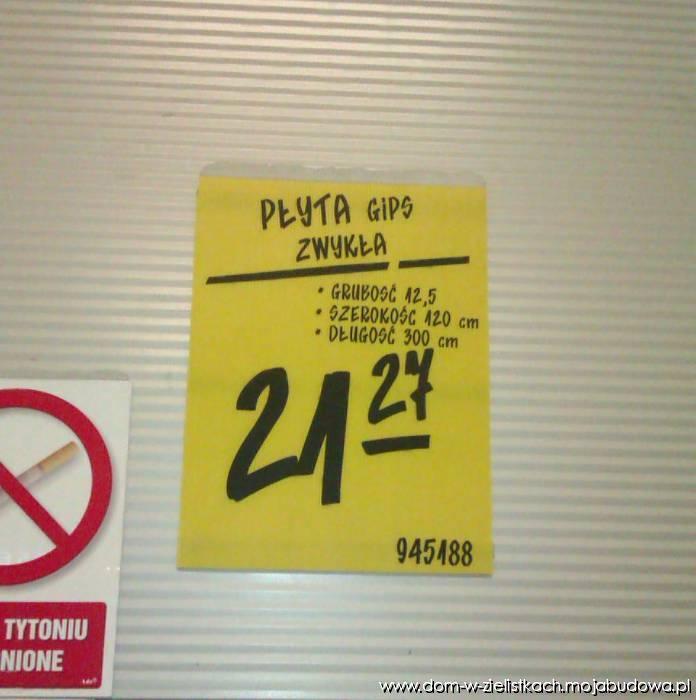 PŁYTA GIPS
ZWYKŁA
• GRUBOŚĆ 12,5
• SZEROKOŚĆ 120 cm
• DŁUGOŚĆ 300 cm
21 27
945188
TYTONIU
NIONE
www.dom-w-zielistkach.mojabudowa.pl